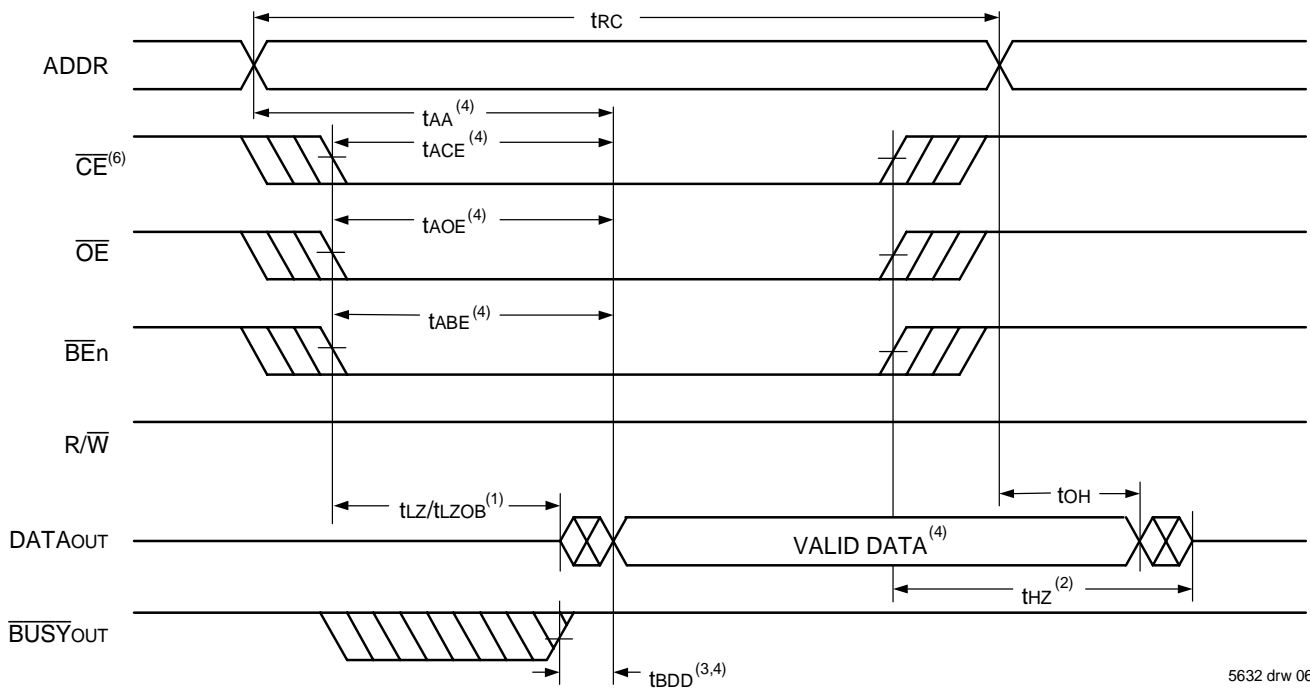 tRC
ADDR
tAA(4)
CE(6)
tACE(4)
OE
tAOE(4)
BEn
tABE(4)
R/W
tLZ/tLZOB(1)
tOH
DATAOUT
VALID DATA(4)
tHZ(2)
BUSYOUT
tBDD(3,4)
5632 drw 06